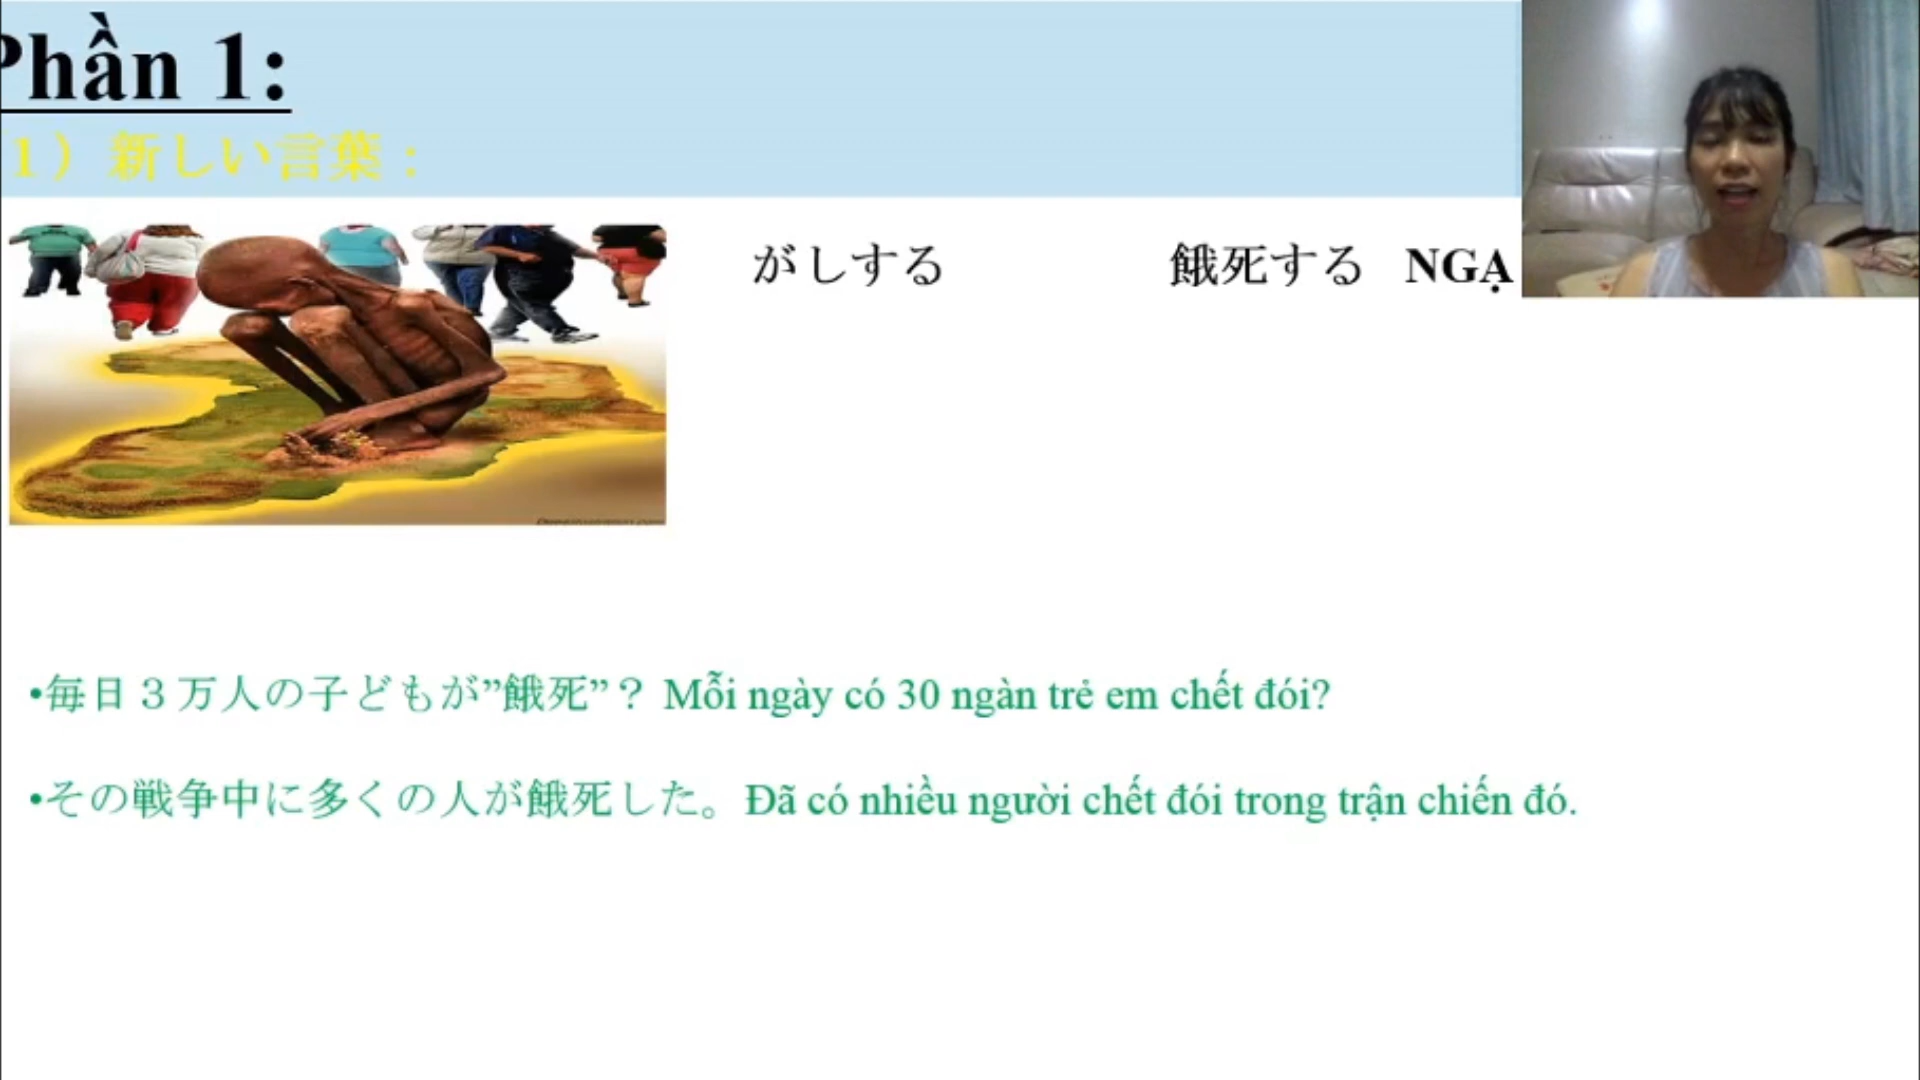 Phần 1:
1）新しい言葉：
がしする 餓死する NGẠ
•毎日３万人の子どもが”餓死”？ Mỗi ngày có 30 ngàn trẻ em chết đói?
•その戦争中に多くの人が餓死した。Đã có nhiều người chết đói trong trận chiến đó.